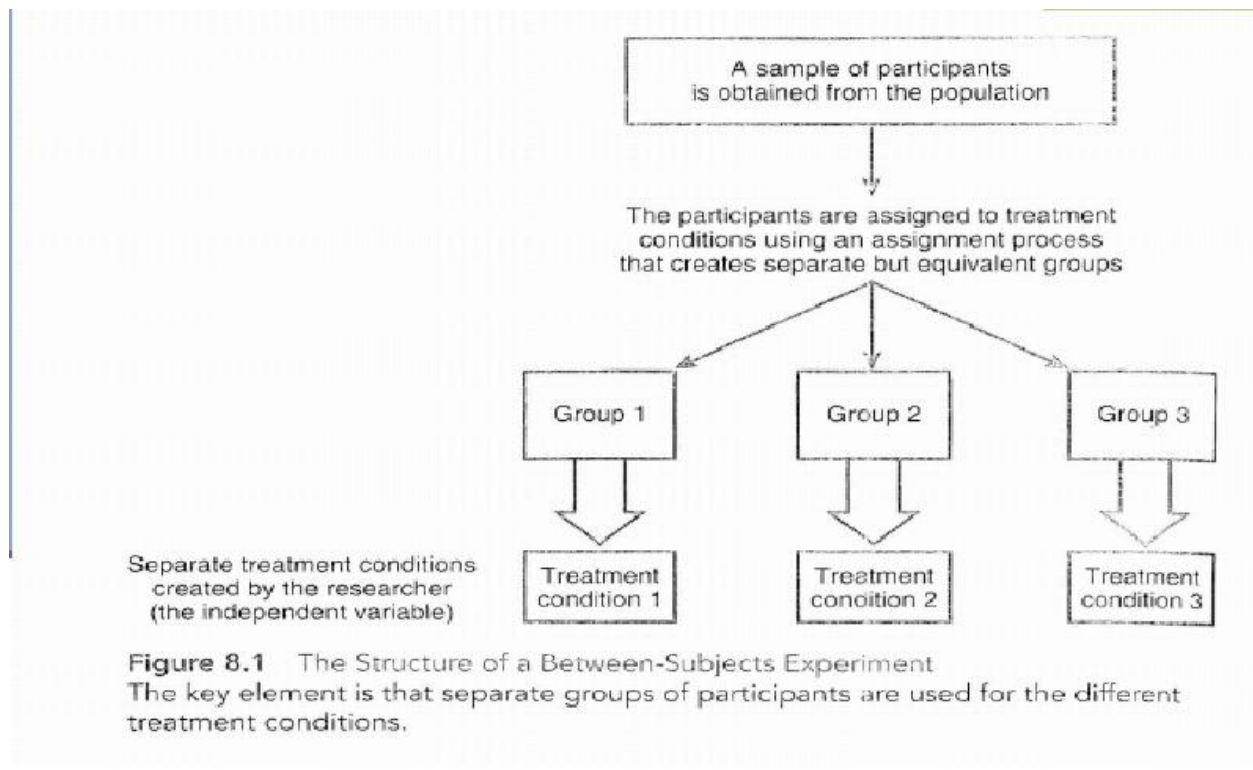 A sample of participants
is obtained from the population
The participants are assigned to treatment
conditions using an assignment process
that creates separate but equivalent groups
Group 1
Group 2
Group 3
Separate treatment conditions
created by the researcher
(the independent variable)
Treatment
condition 1
Treatment
condition 2
Treatment
condition 3
Figure 8.1 The Structure of a Between-Subjects Experiment
The key element is that separate groups of participants are used for the different
treatment conditions.